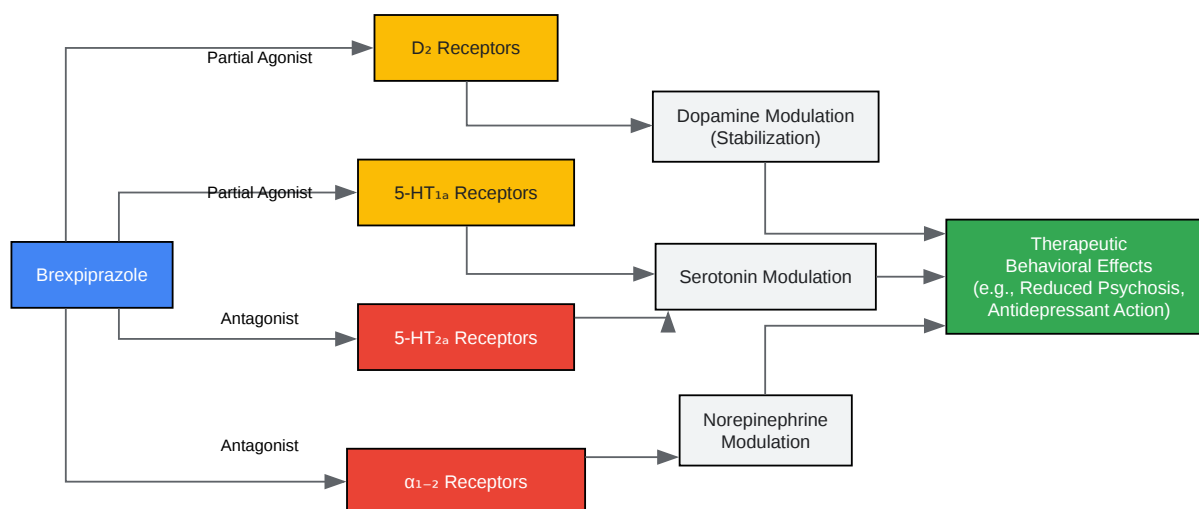 D₂ Receptors
Partial Agonist
Dopamine Modulation
(Stabilization)
Partial Agonist
5-HT₁ₐ Receptors
Brexpiprazole
Serotonin Modulation
Therapeutic
Behavioral Effects
(e.g., Reduced Psychosis,
Antidepressant Action)
Antagonist
5-HT₂ₐ Receptors
Norepinephrine
Modulation
Antagonist
α₁₋₂ Receptors